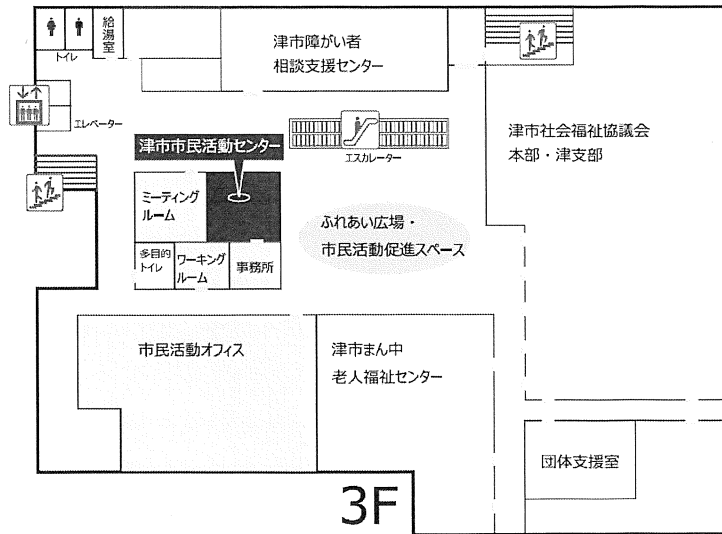 給湯室
トイレ
津市障がい者
相談支援センター
エレベーター
津市市民活動センター
エスカレーター
津市社会福祉協議会
本部・津支部
ミーティング
ルーム
ふれあい広場・
市民活動促進スペース
多目的
トイレ
ワーキング
ルーム
事務所
市民活動オフィス
津市まん中
老人福祉センター
団体支援室
3F